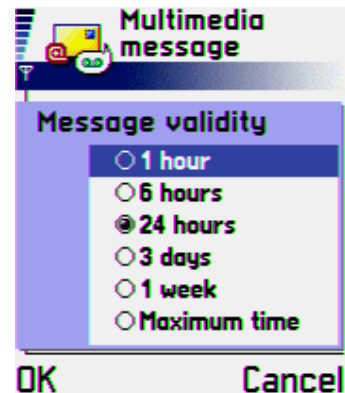 Multimedia
message
Message validity
1 hour
6 hours
24 hours
3 days
1 week
Maximum time
OK Cancel